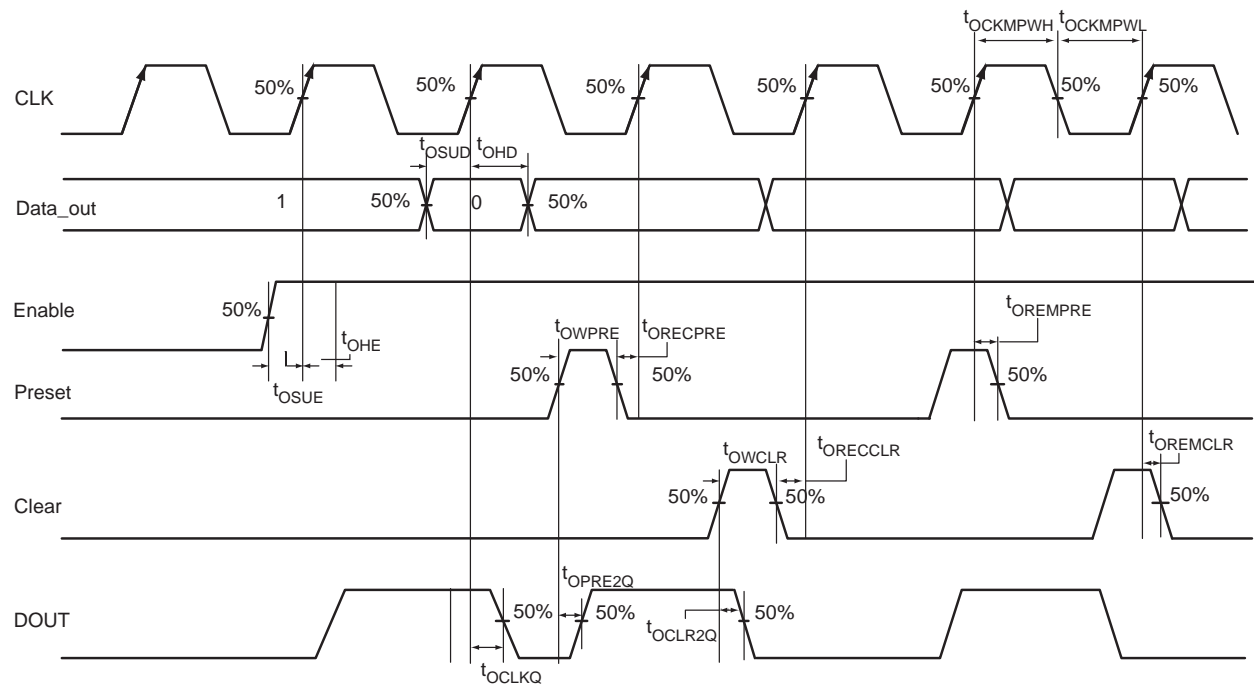 tOCKMPWH tOCKMPWL
CLK 50% 50% 50% 50% 50% 50% 50%
tOSUD tOHD
Data_out 1 50% 0 50%
Enable 50%
tOHE tOWPRE tORECPRE tOREMPRE
Preset tOSUE 50% 50% 50%
tOWCLR tORECCLR tOREMCLR
Clear 50% 50% 50%
tOPRE2Q
DOUT 50% 50% tOCLR2Q 50%
tOCLKQ